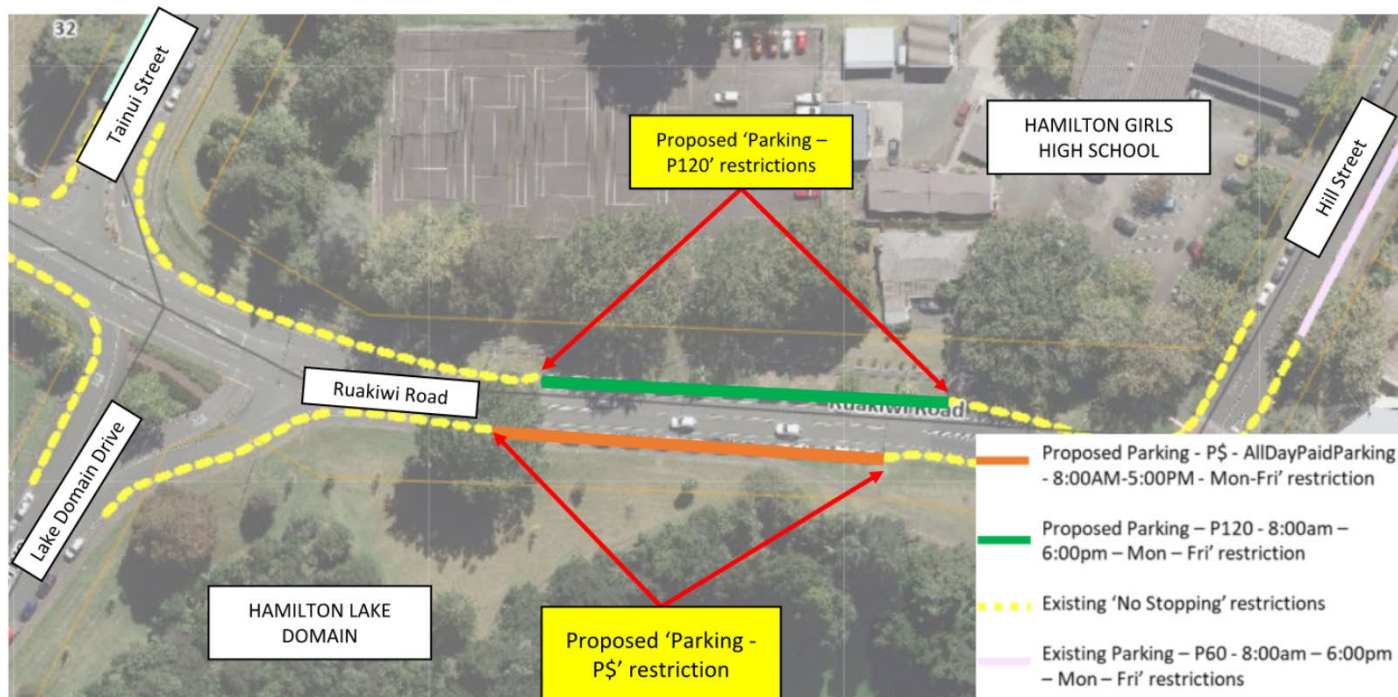 32
Tainui Street
Proposed ‘Parking –
P120’ restrictions
HAMILTON GIRLS
HIGH SCHOOL
Hill Street
Ruakiwi Road
Ruakiwi Road
Lake Domain Drive
HAMILTON LAKE
DOMAIN
Proposed ‘Parking -
P$’ restriction
Proposed Parking - P$ - AllDayPaidParking
- 8:00AM-5:00PM - Mon-Fri’ restriction
Proposed Parking – P120 - 8:00am –
6:00pm – Mon – Fri’ restriction
Existing ‘No Stopping’ restrictions
Existing Parking – P60 - 8:00am – 6:00pm
– Mon – Fri’ restrictions